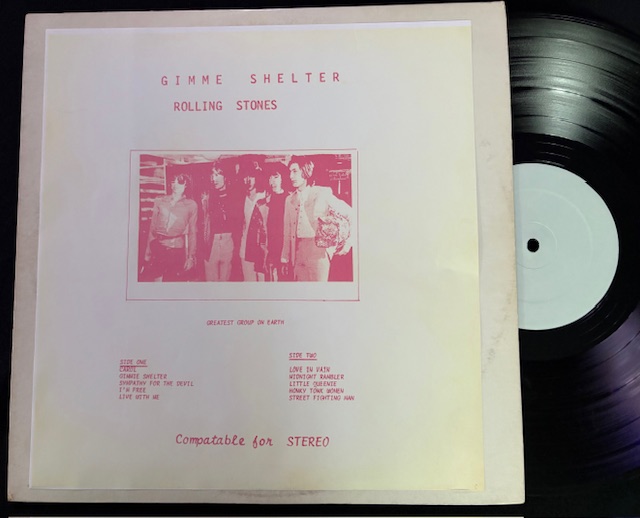 GIMME SHELTER
ROLLING STONES
GREATEST GROUP ON EARTH
SIDE ONE
CAROL
GIMMIE SHELTER
SYMPATHY FOR THE DEVIL
I'M FREE
LIVE WITH ME
SIDE TWO
LOVE IN VAIN
MIDNIGHT RAMBLER
LITTLE QUEENIE
HONKY TONK WOMEN
STREET FIGHTING MAN
Compatable for STEREO